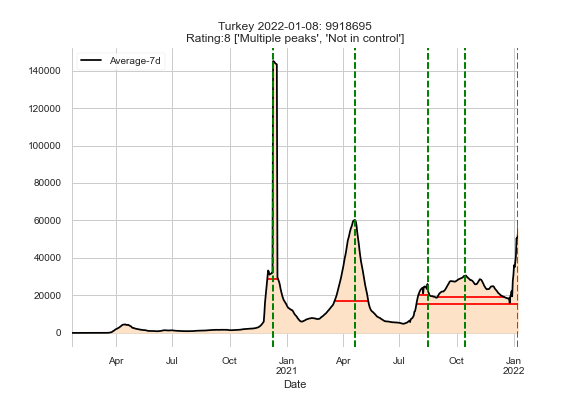 Turkey 2022-01-08: 9918695
Rating:8 ['Multiple peaks', 'Not in control']
Average-7d
140000
120000
100000
80000
60000
40000
20000
0
Apr Jul Oct Jan Apr Jul Oct Jan
2021 2022
Date